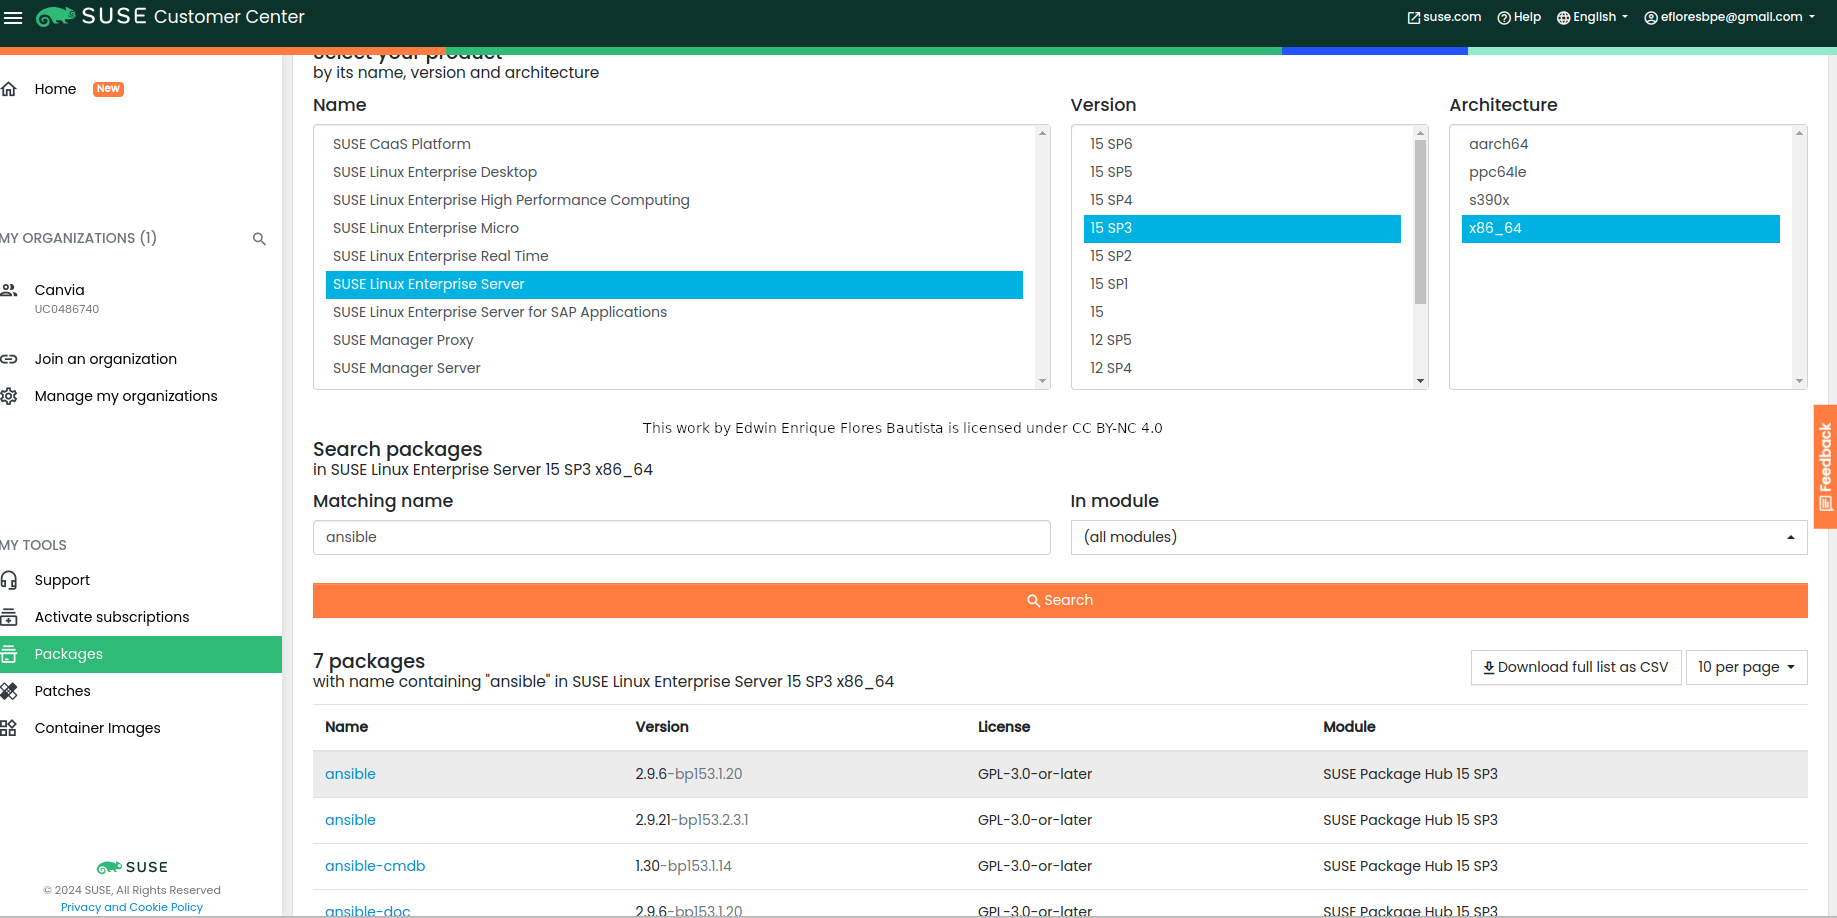 SUSE Customer Center
suse.com Help English efloresbpe@gmail.com
Home New
MY ORGANIZATIONS (1)
Canvia
UC0486740
Join an organization
Manage my organizations
MY TOOLS
Support
Activate subscriptions
Packages
Patches
Container Images
SUSE
© 2024 SUSE, All Rights Reserved
Privacy and Cookie Policy
Select your product
by its name, version and architecture
Name
SUSE CaaS Platform
SUSE Linux Enterprise Desktop
SUSE Linux Enterprise High Performance Computing
SUSE Linux Enterprise Micro
SUSE Linux Enterprise Real Time
SUSE Linux Enterprise Server
SUSE Linux Enterprise Server for SAP Applications
SUSE Manager Proxy
SUSE Manager Server
Version
15 SP6
15 SP5
15 SP4
15 SP3
15 SP2
15 SP1
15
12 SP5
12 SP4
Architecture
aarch64
ppc64le
s390x
x86_64
This work by Edwin Enrique Flores Bautista is licensed under CC BY-NC 4.0
Search packages
in SUSE Linux Enterprise Server 15 SP3 x86_64
Matching name
ansible
In module
(all modules)
Search
7 packages
with name containing "ansible" in SUSE Linux Enterprise Server 15 SP3 x86_64
Download full list as CSV
10 per page
Name Version License Module
ansible 2.9.6-bp153.1.20 GPL-3.0-or-later SUSE Package Hub 15 SP3
ansible 2.9.21-bp153.2.3.1 GPL-3.0-or-later SUSE Package Hub 15 SP3
ansible-cmdb 1.30-bp153.1.14 GPL-3.0-or-later SUSE Package Hub 15 SP3
ansible-doc 2.9.6-bp153.1.20 GPL-3.0-or-later SUSE Package Hub 15 SP3
Feedback